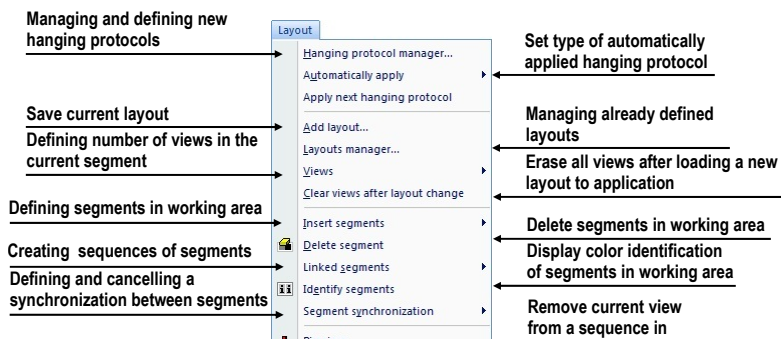 Managing and defining new
hanging protocols
Save current layout
Defining number of views in the
current segment
Defining segments in working area
Creating sequences of segments
Defining and cancelling a
synchronization between segments
Layout
Hanging protocol manager...
Automatically apply
Apply next hanging protocol
Add layout...
Layouts manager...
Views
Clear views after layout change
Insert segments
Delete segment
Linked segments
Identify segments
Segment synchronization
Set type of automatically
applied hanging protocol
Managing already defined
layouts
Erase all views after loading a new
layout to application
Delete segments in working area
Display color identification
of segments in working area
Remove current view
from a sequence in